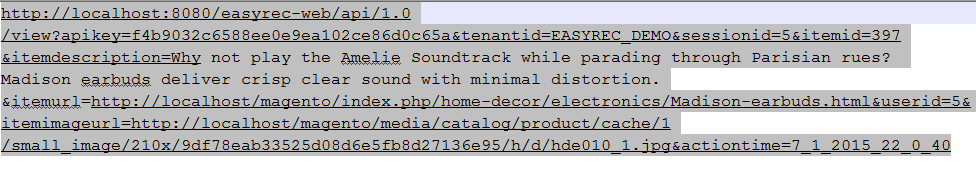 http://localhost:8080/easyrec-web/api/1.0
/view?apikey=f4b9032c6588ee0e9ea102ce86d0c65a&tenantid=EASYREC_DEMO&sessionid=5&itemid=397
&itemdescription=Why not play the Amelie Soundtrack while parading through Parisian rues?
Madison earbuds deliver crisp clear sound with minimal distortion.
&itemurl=http://localhost/magento/index.php/home-decor/electronics/Madison-earbuds.html&userid=5&
itemimageurl=http://localhost/magento/media/catalog/product/cache/1
/small_image/210x/9df78eab33525d08d6e5fb8d27136e95/h/d/hde010_1.jpg&actiontime=7_1_2015_22_0_40